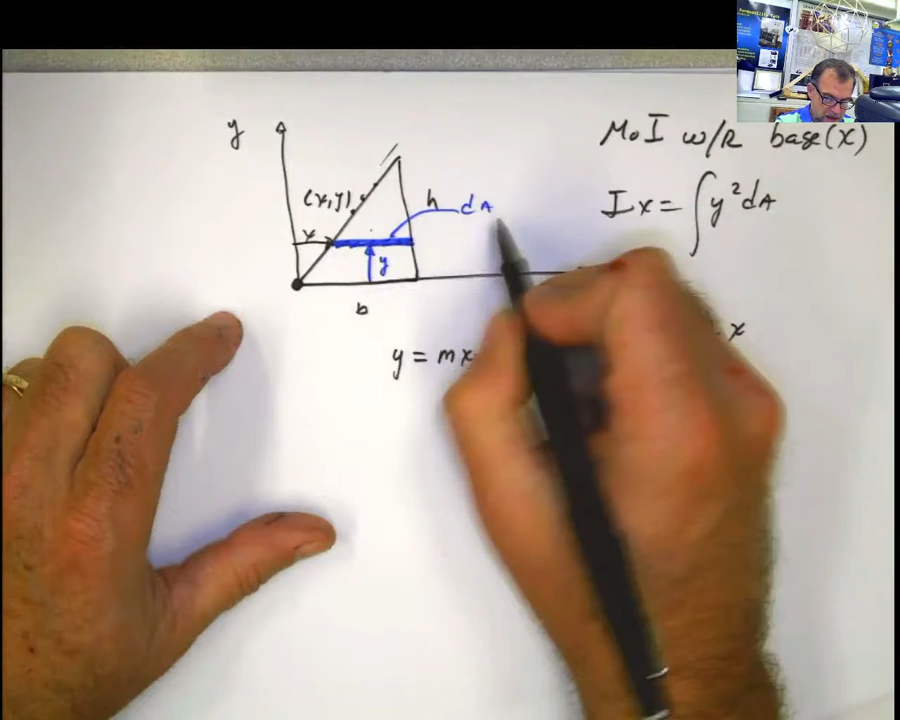 MoI w/R base(x)
y
(x,y)
h
dA
Ix = ∫y²dA
x
y
b
x
y = mx